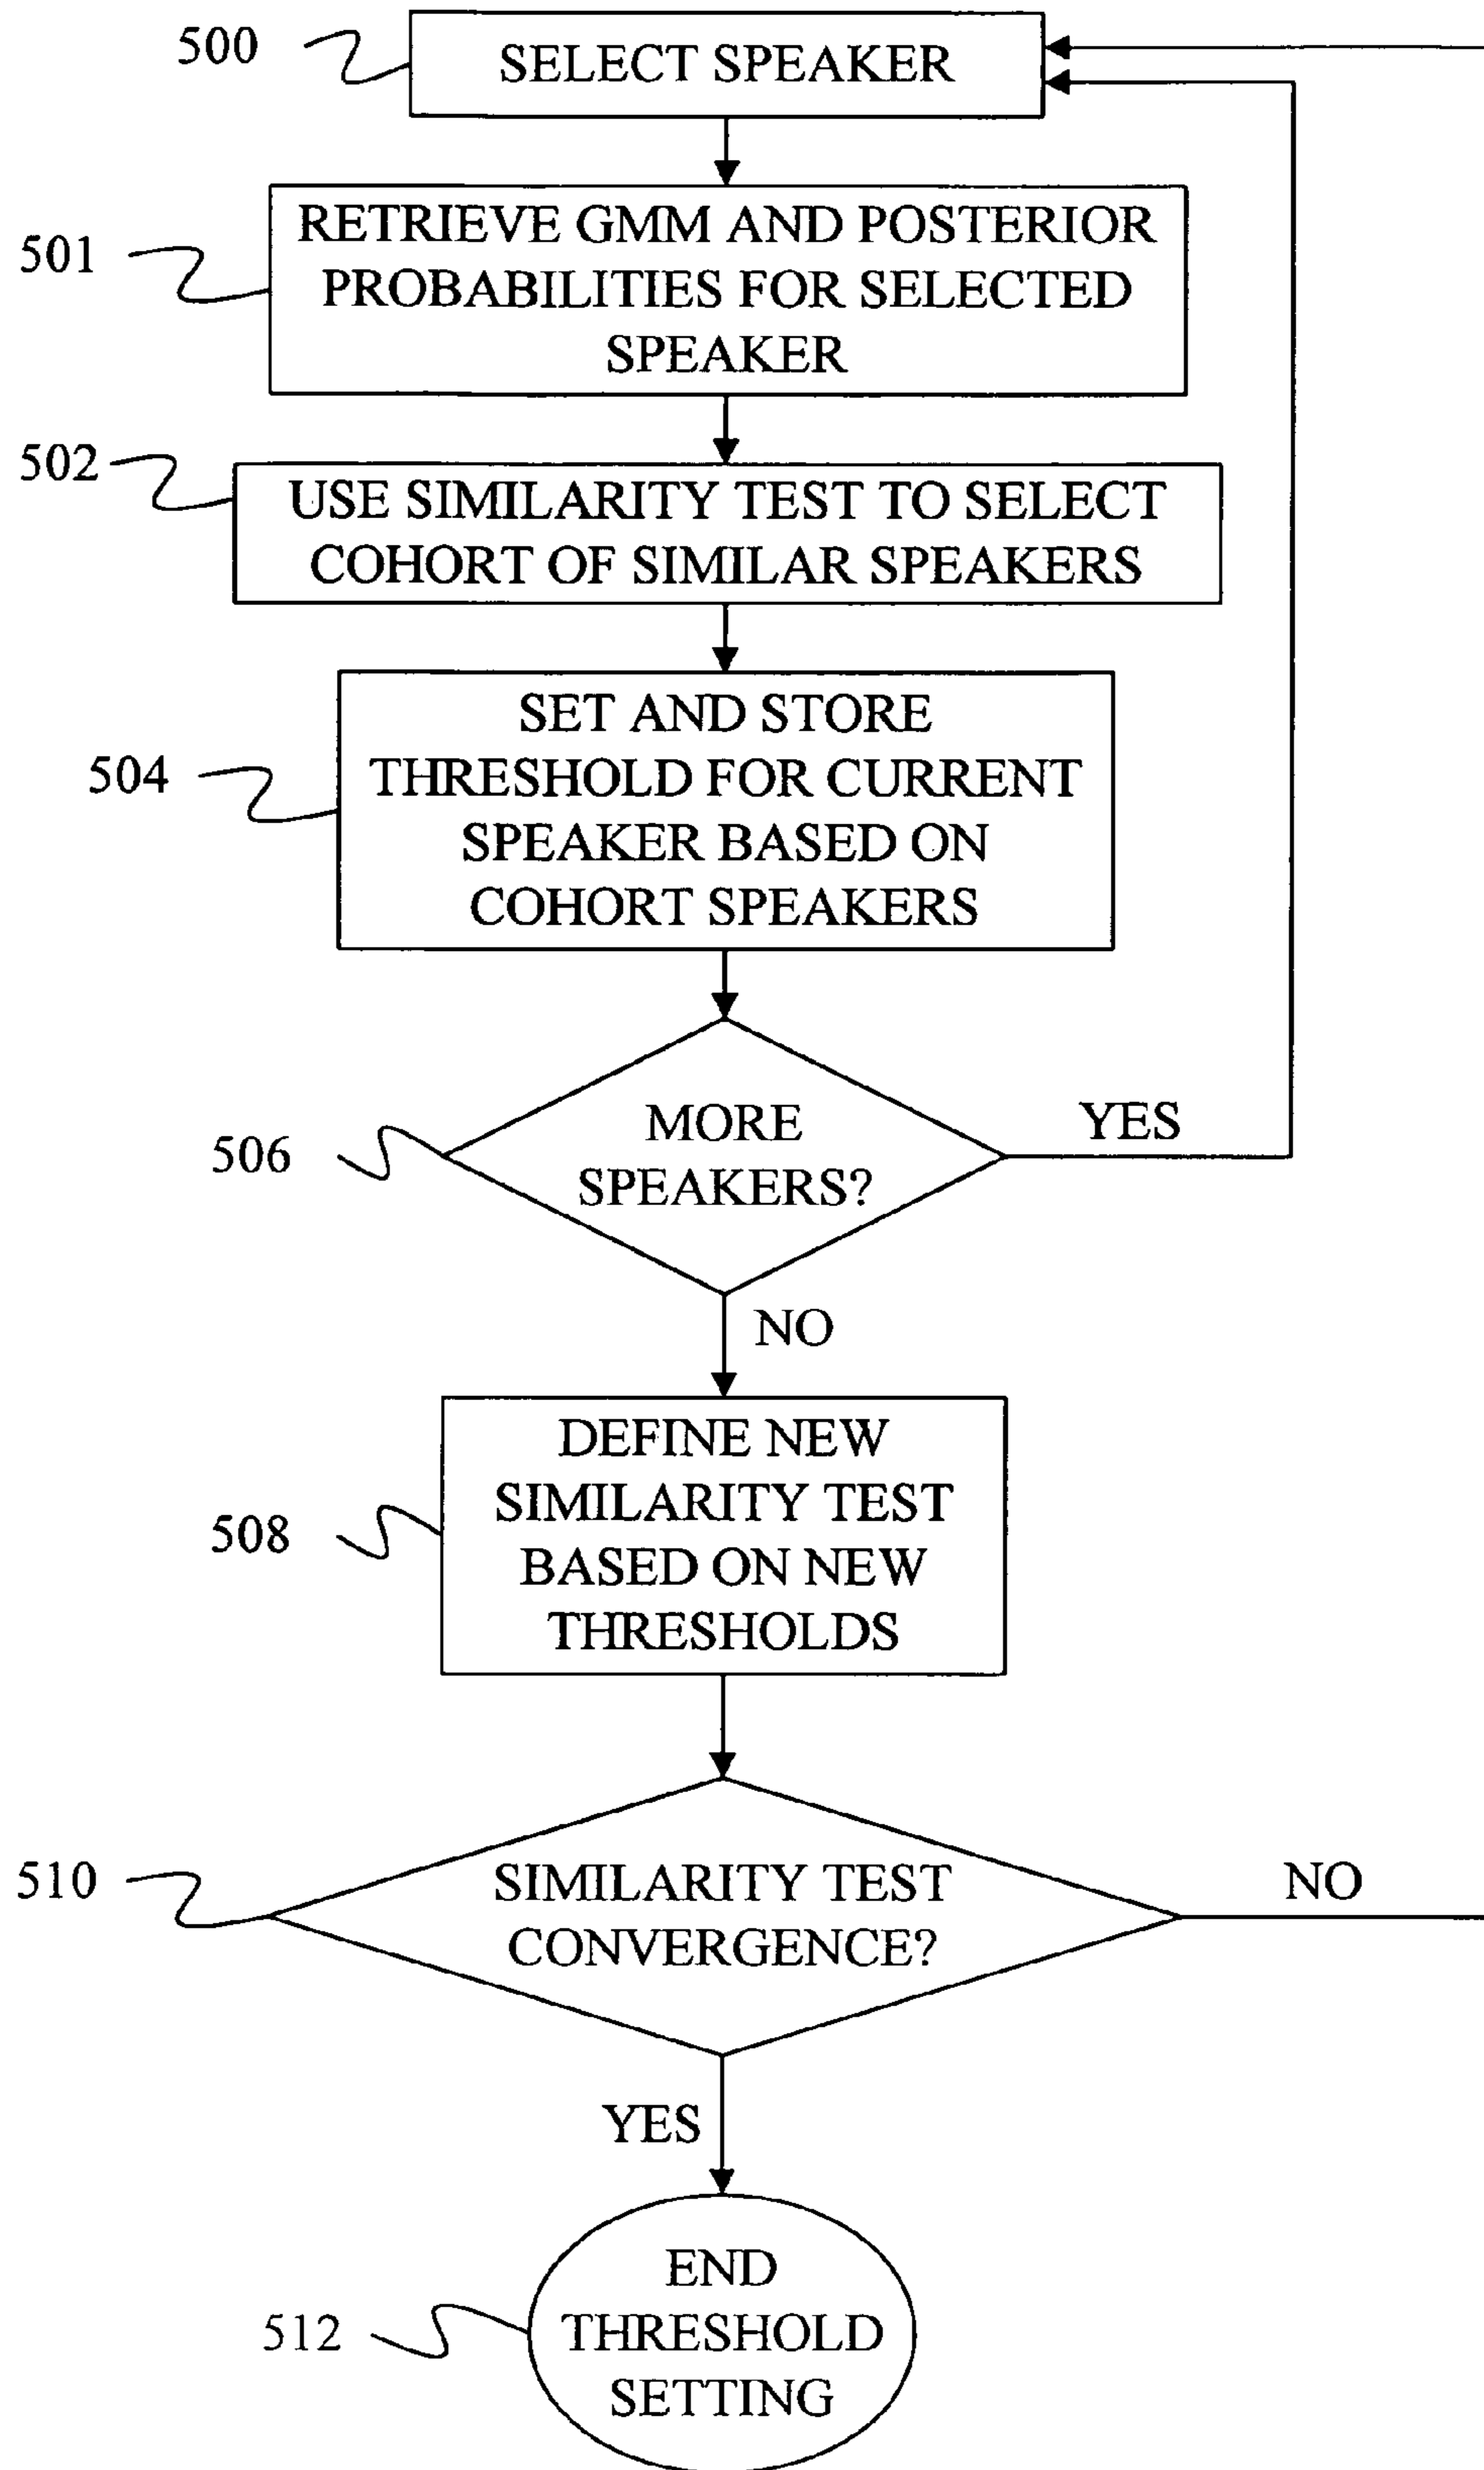 500
SELECT SPEAKER
501
RETRIEVE GMM AND POSTERIOR
PROBABILITIES FOR SELECTED
SPEAKER
502
USE SIMILARITY TEST TO SELECT
COHORT OF SIMILAR SPEAKERS
504
SET AND STORE
THRESHOLD FOR CURRENT
SPEAKER BASED ON
COHORT SPEAKERS
506
MORE
SPEAKERS?
YES
NO
508
DEFINE NEW
SIMILARITY TEST
BASED ON NEW
THRESHOLDS
510
SIMILARITY TEST
CONVERGENCE?
NO
YES
512
END
THRESHOLD
SETTING